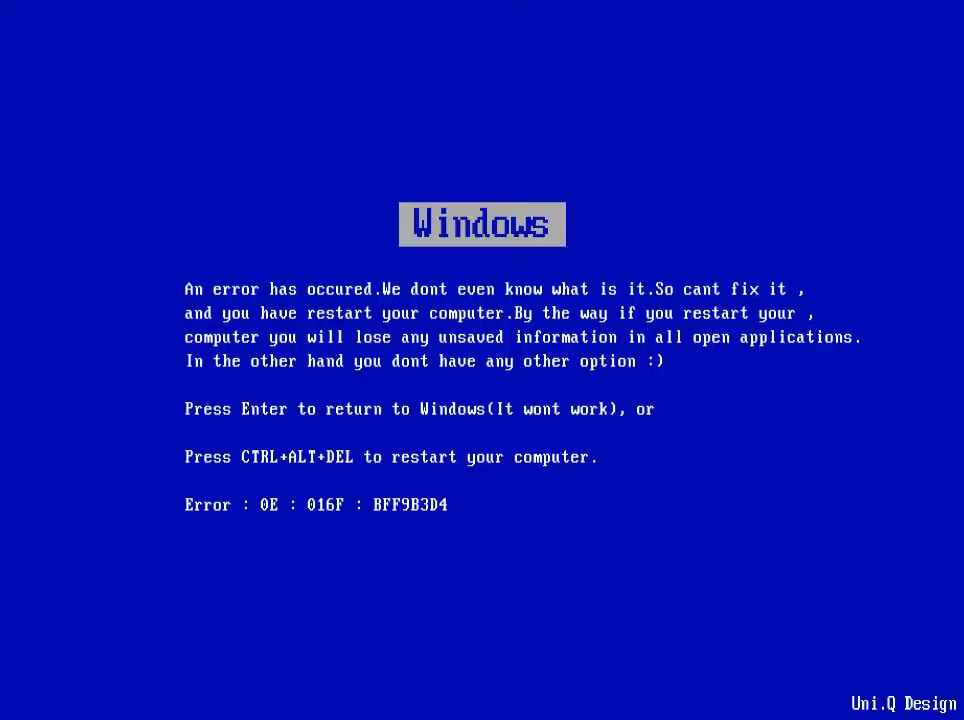 Windows
An error has occured.We dont even know what is it.So cant fix it ,
and you have restart your computer.By the way if you restart your ,
computer you will lose any unsaved information in all open applications.
In the other hand you dont have any other option :)
Press Enter to return to Windows(It wont work), or
Press CTRL+ALT+DEL to restart your computer.
Error : 0E : 016F : BFF9B3D4
Uni.Q Design